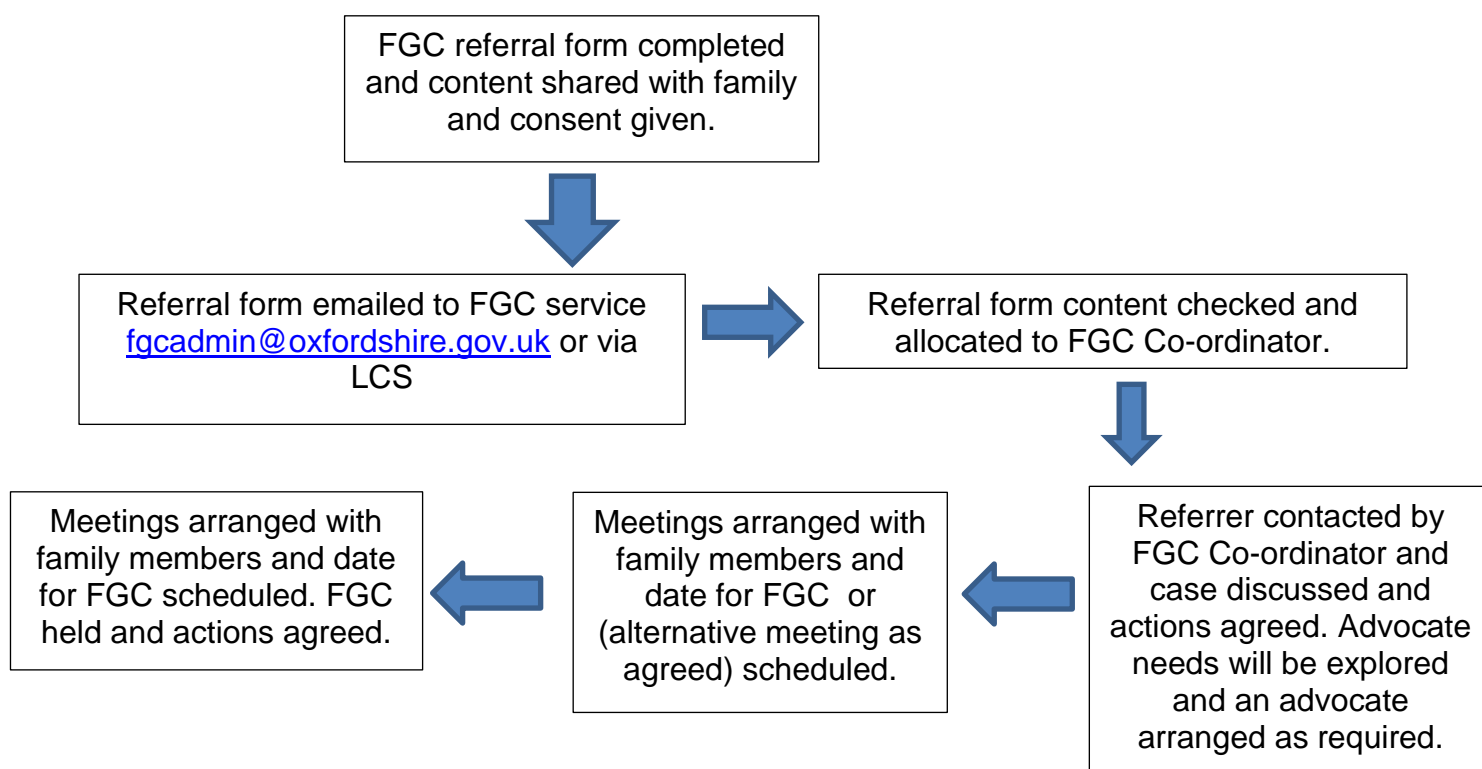 FGC referral form completed
and content shared with family
and consent given.
Referral form emailed to FGC service
fgcadmin@oxfordshire.gov.uk or via
LCS
Referral form content checked and
allocated to FGC Co-ordinator.
Referrer contacted by
FGC Co-ordinator and
case discussed and
actions agreed. Advocate
needs will be explored
and an advocate
arranged as required.
Meetings arranged with
family members and
date for FGC  or
(alternative meeting as
agreed) scheduled.
Meetings arranged with
family members and date
for FGC scheduled. FGC
held and actions agreed.